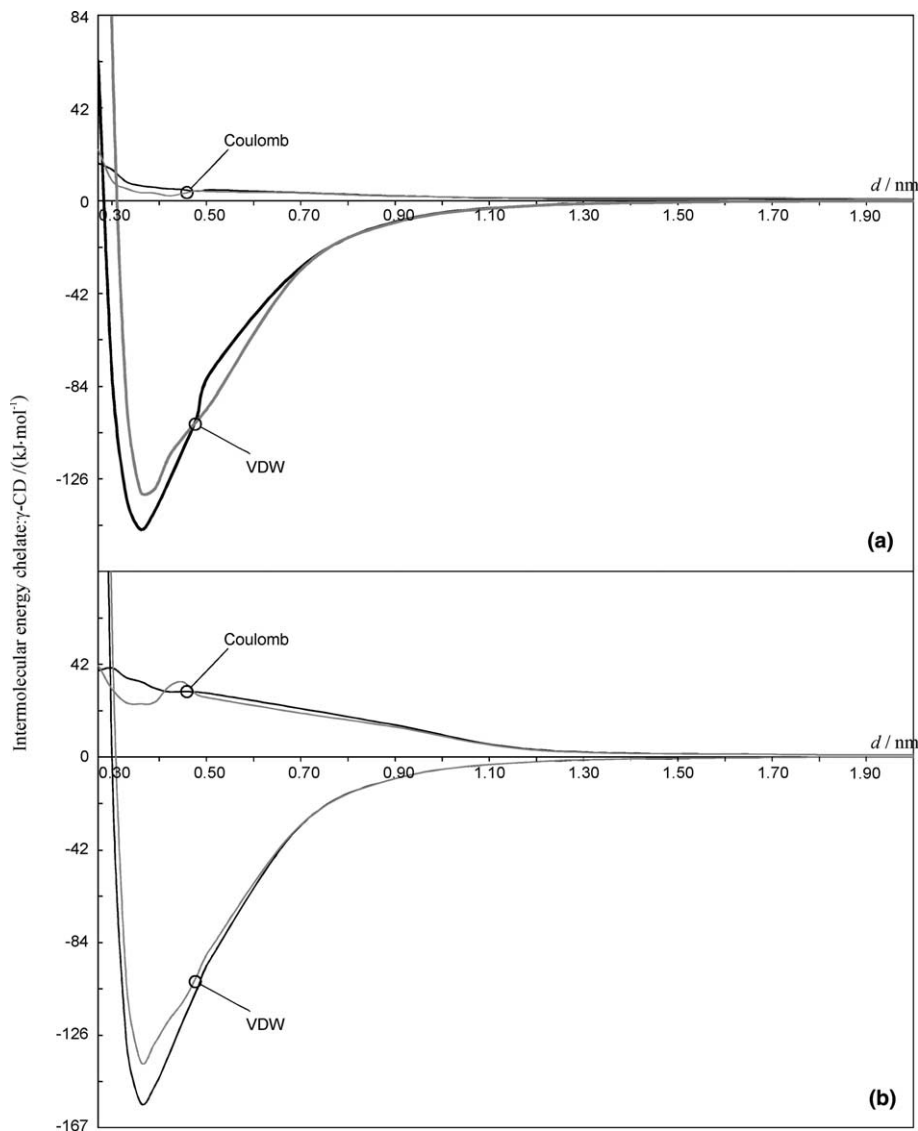 Intermolecular energy chelate:γ-CD /(kJ·mol⁻¹)
84
42
0
-42
-84
-126
Coulomb
d / nm
0.30 0.50 0.70 0.90 1.10 1.30 1.50 1.70 1.90
VDW
(a)
42
0
-42
-84
-126
-167
Coulomb
d / nm
0.30 0.50 0.70 0.90 1.10 1.30 1.50 1.70 1.90
VDW
(b)